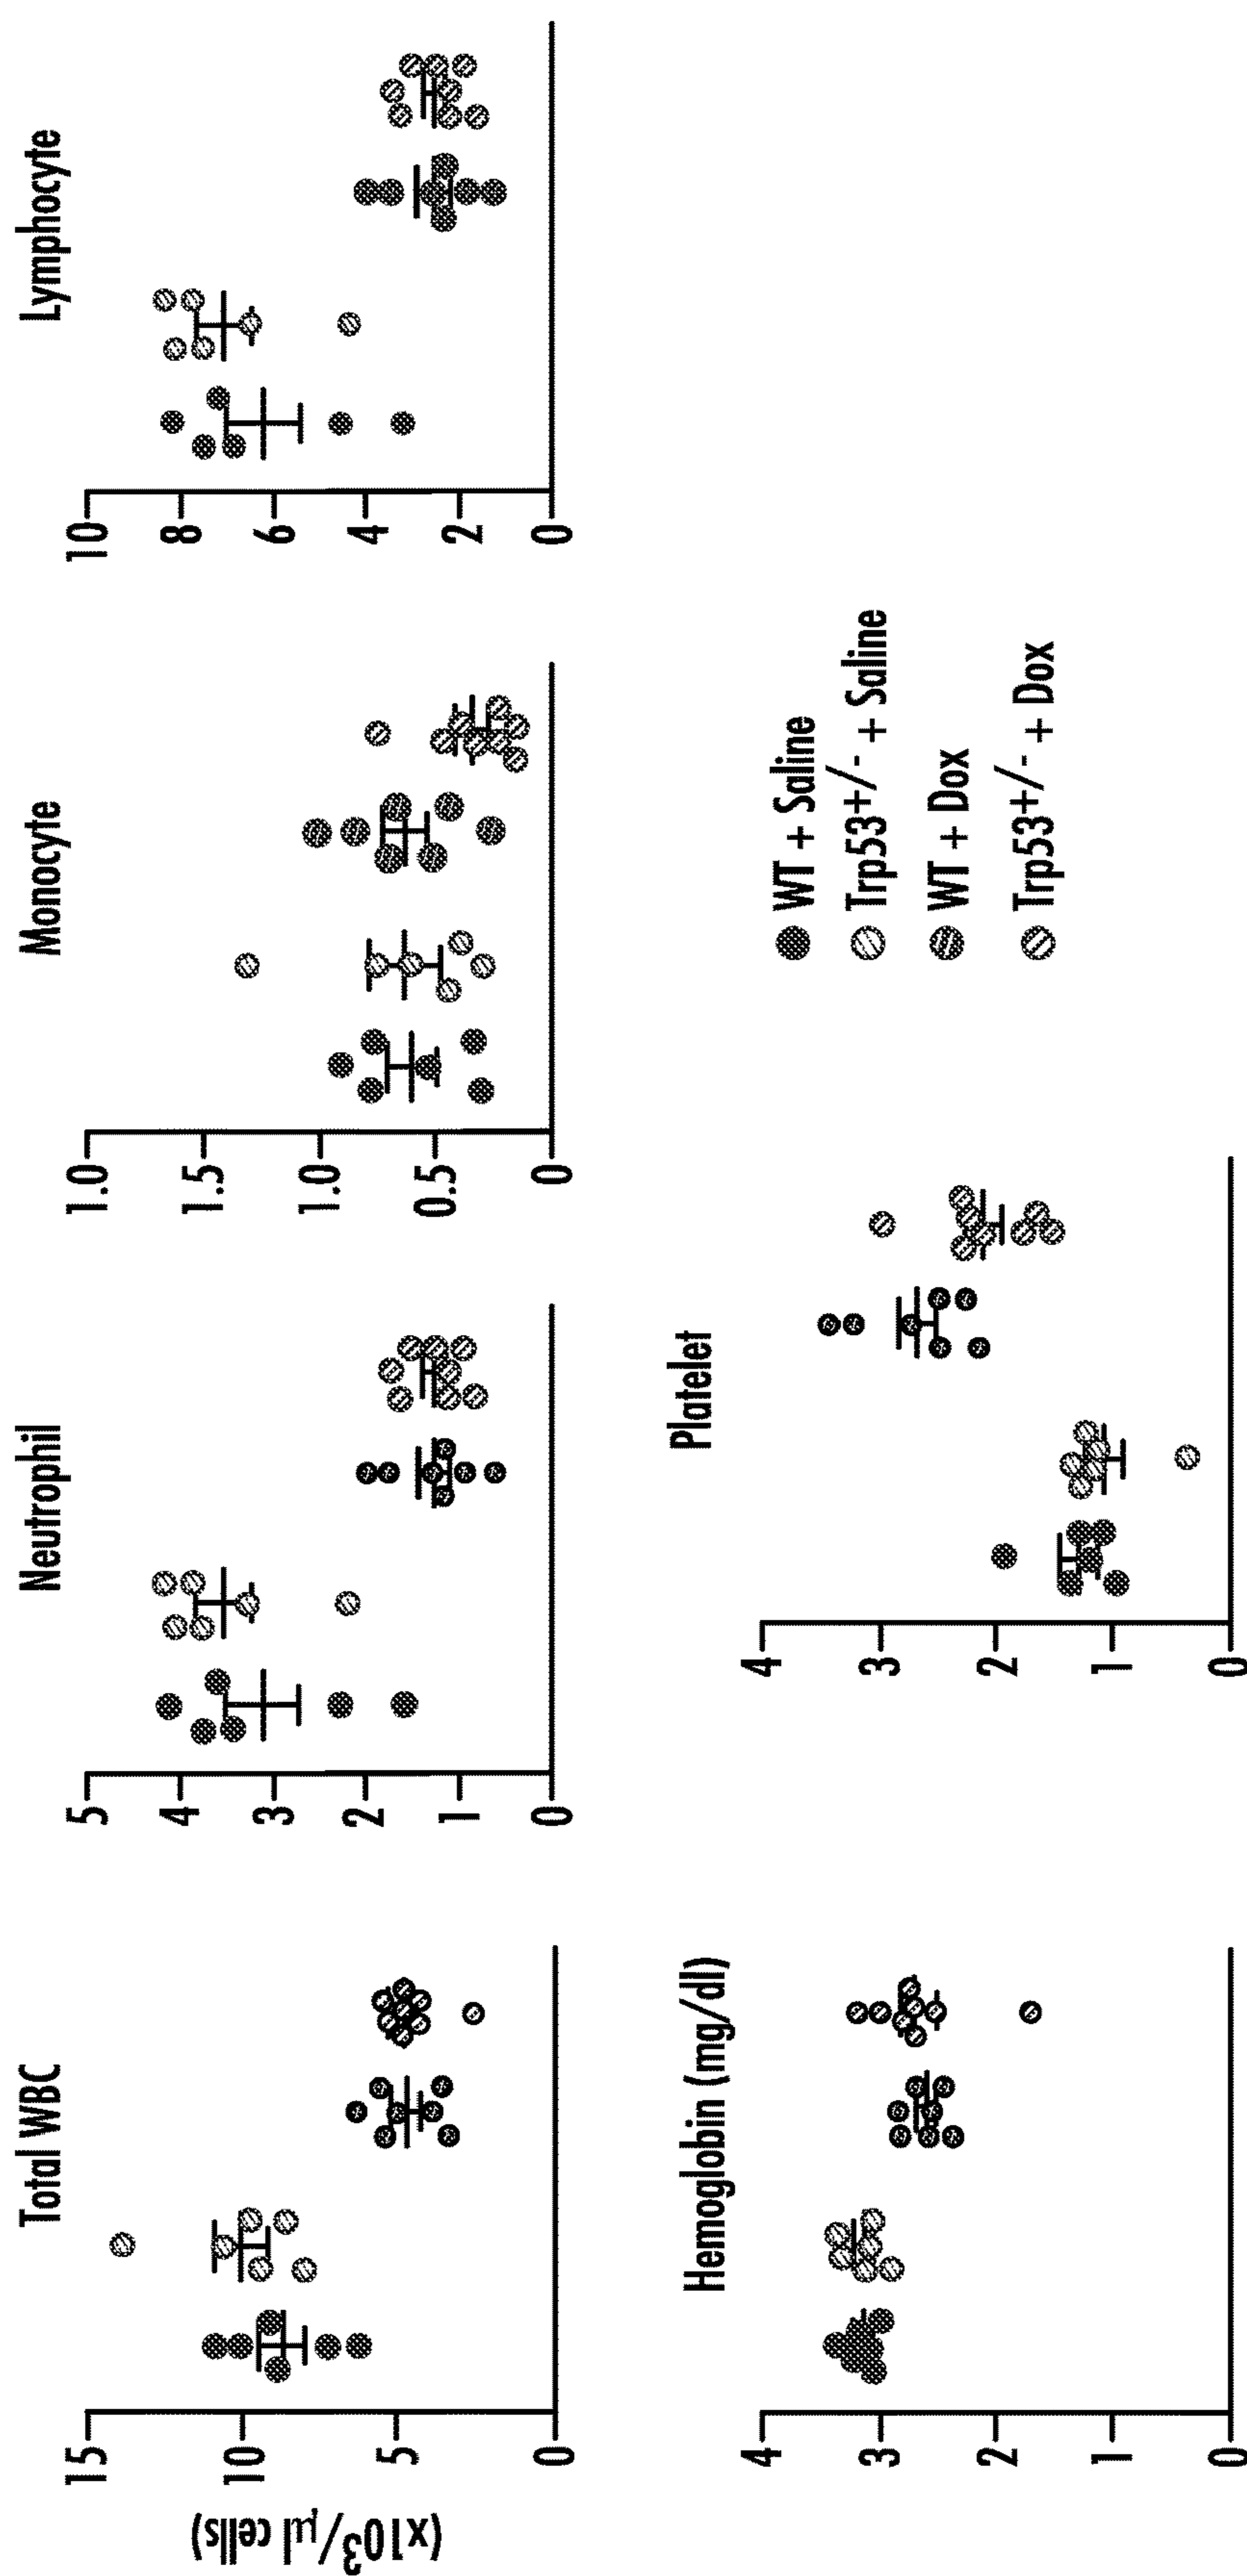 Total WBC
(x10³/µl cells)
15
10
5
0
Neutrophil
5
4
3
2
1
0
Monocyte
1.0
1.5
1.0
0.5
0
Lymphocyte
10
8
6
4
2
0
Hemoglobin (mg/dl)
4
3
2
1
0
Platelet
4
3
2
1
0
WT + Saline
Trp53⁺/⁻ + Saline
WT + Dox
Trp53⁺/⁻ + Dox